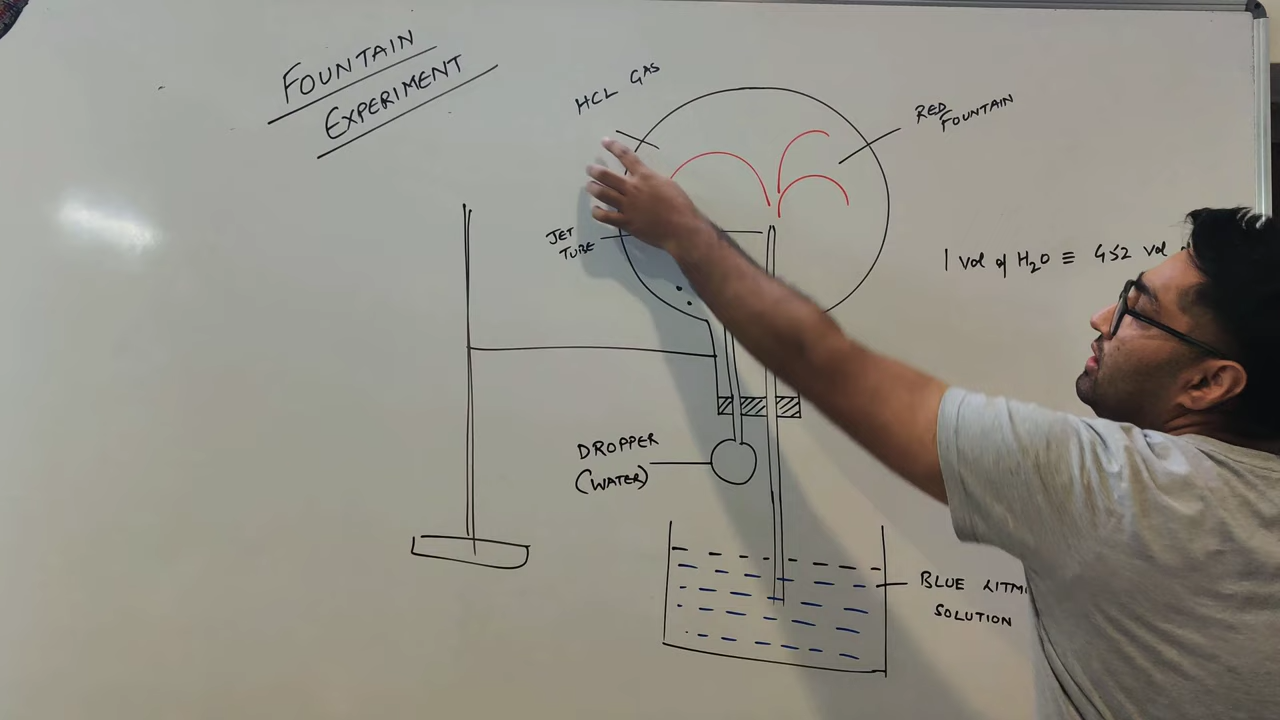 FOUNTAIN
EXPERIMENT
HCL GAS
RED
FOUNTAIN
JET
TUBE
1 vol of H2O ≡ 452 vol
DROPPER
(WATER)
BLUE LITM
SOLUTION